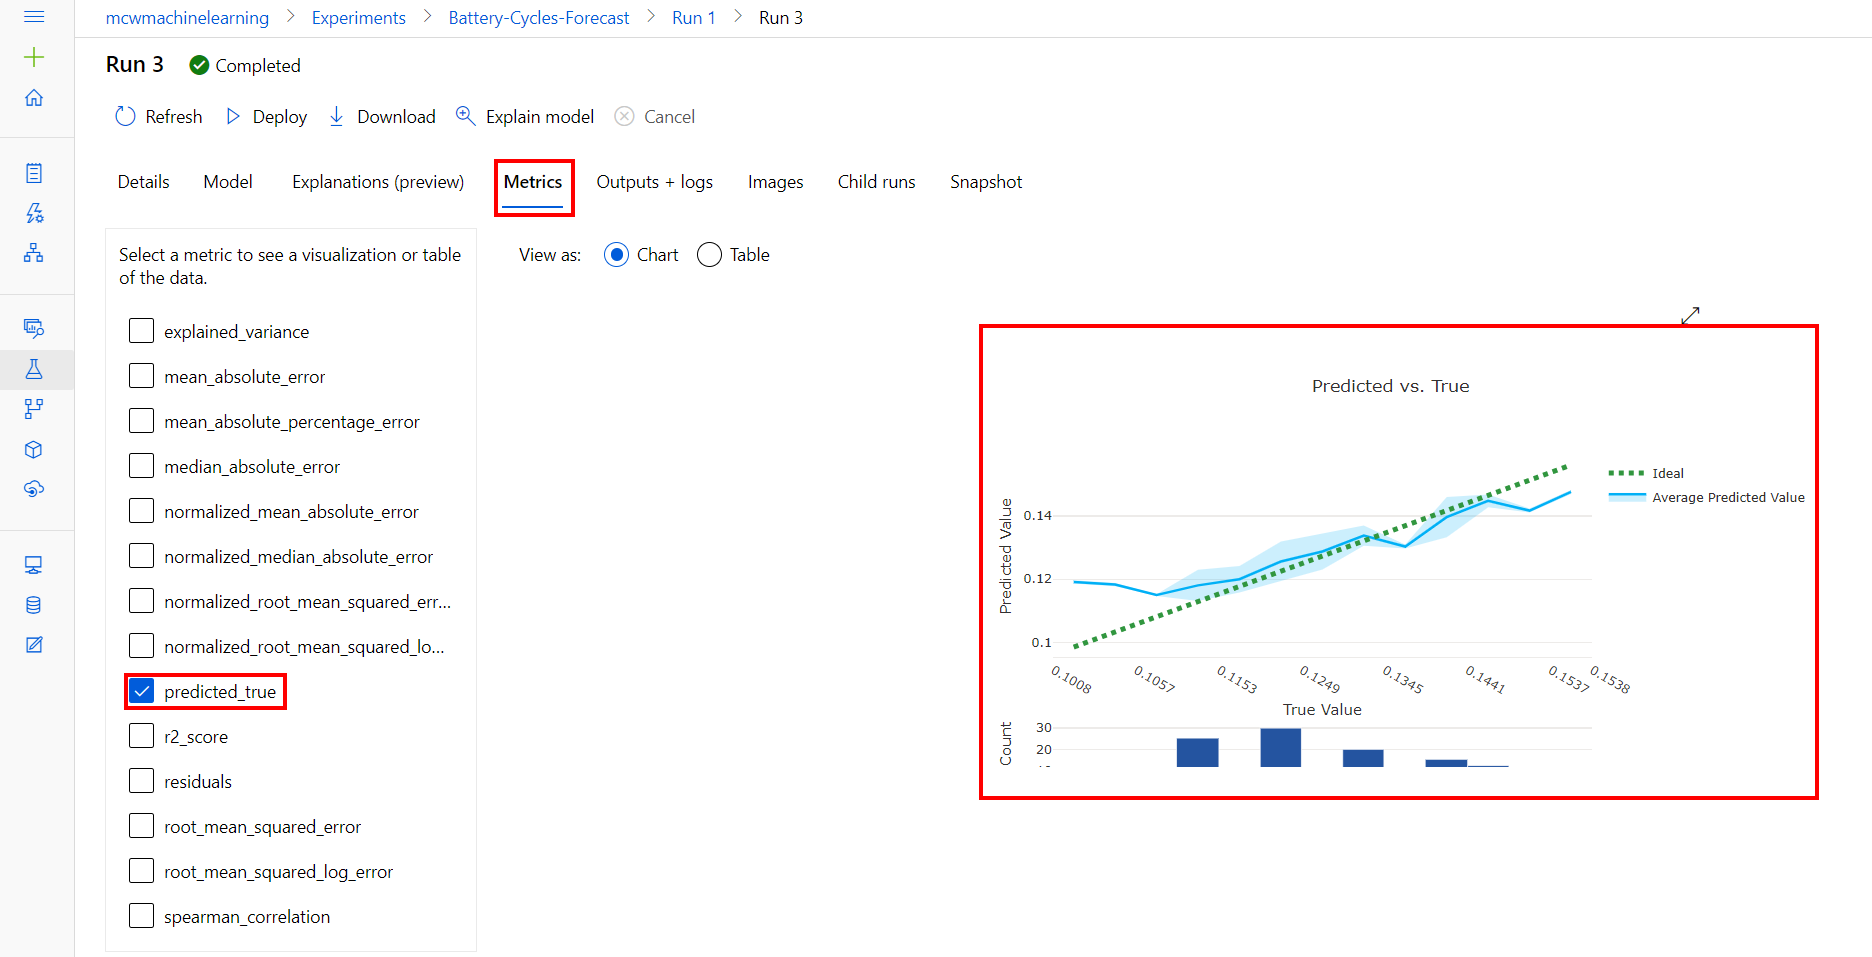 mcwmachinelearning > Experiments > Battery-Cycles-Forecast > Run 1 > Run 3
Run 3 Completed
Refresh Deploy Download Explain model Cancel
Details Model Explanations (preview) Metrics Outputs + logs Images Child runs Snapshot
Select a metric to see a visualization or table
of the data.
explained_variance
mean_absolute_error
mean_absolute_percentage_error
median_absolute_error
normalized_mean_absolute_error
normalized_median_absolute_error
normalized_root_mean_squared_err...
normalized_root_mean_squared_lo...
predicted_true
r2_score
residuals
root_mean_squared_error
root_mean_squared_log_error
spearman_correlation
View as: Chart Table
Predicted vs. True
Ideal
Average Predicted Value
Predicted Value
0.14
0.12
0.1
0.1008 0.1057 0.1153 0.1249 0.1345 0.1441 0.1537 0.1538
True Value
Count
30
20